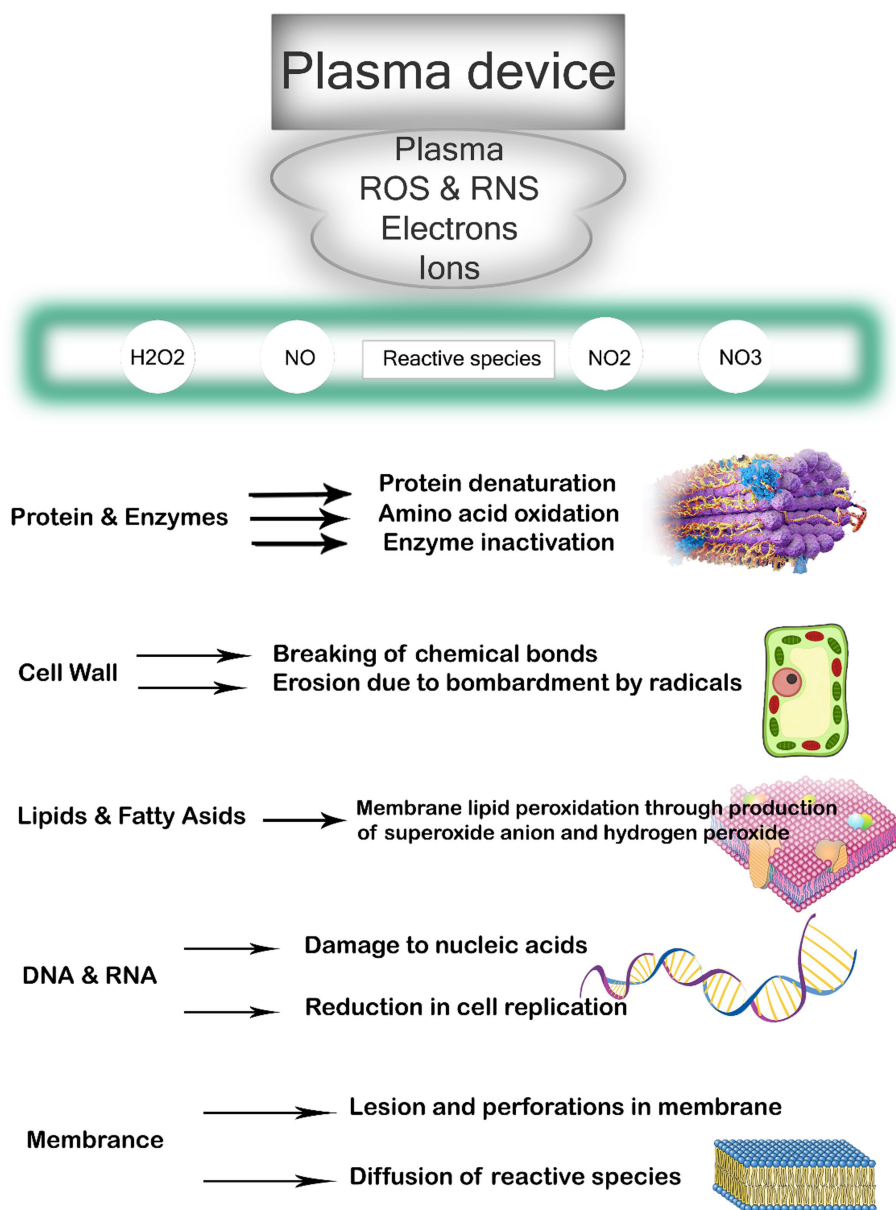 Plasma device
Plasma
ROS & RNS
Electrons
Ions
H2O2 NO Reactive species NO2 NO3
Protein & Enzymes
Protein denaturation
Amino acid oxidation
Enzyme inactivation
Cell Wall
Breaking of chemical bonds
Erosion due to bombardment by radicals
Lipids & Fatty Asids
Membrane lipid peroxidation through production
of superoxide anion and hydrogen peroxide
DNA & RNA
Damage to nucleic acids
Reduction in cell replication
Membrance
Lesion and perforations in membrane
Diffusion of reactive species